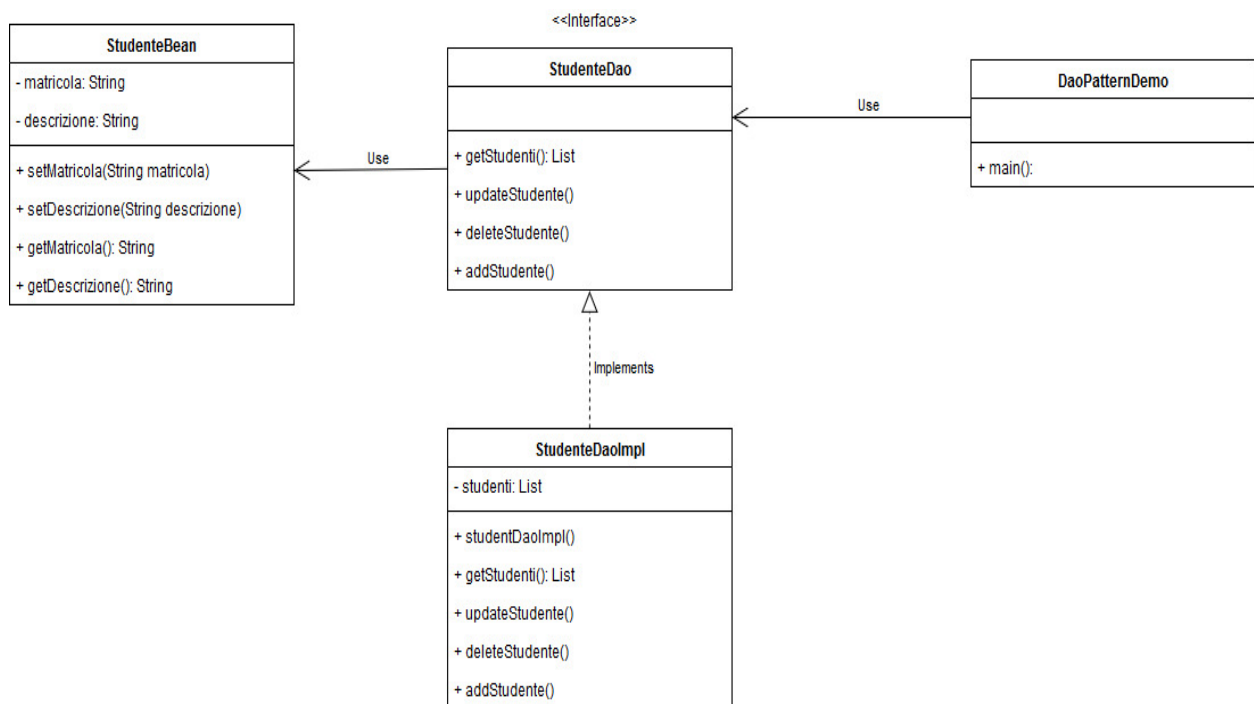 <<Interface>>
StudenteBean
- matricola: String
- descrizione: String
+ setMatricola(String matricola)
+ setDescrizione(String descrizione)
+ getMatricola(): String
+ getDescrizione(): String
Use
StudenteDao
+ getStudenti(): List
+ updateStudente()
+ deleteStudente()
+ addStudente()
Use
DaoPatternDemo
+ main():
Implements
StudenteDaoImpl
- studenti: List
+ studentDaoImpl()
+ getStudenti(): List
+ updateStudente()
+ deleteStudente()
+ addStudente()